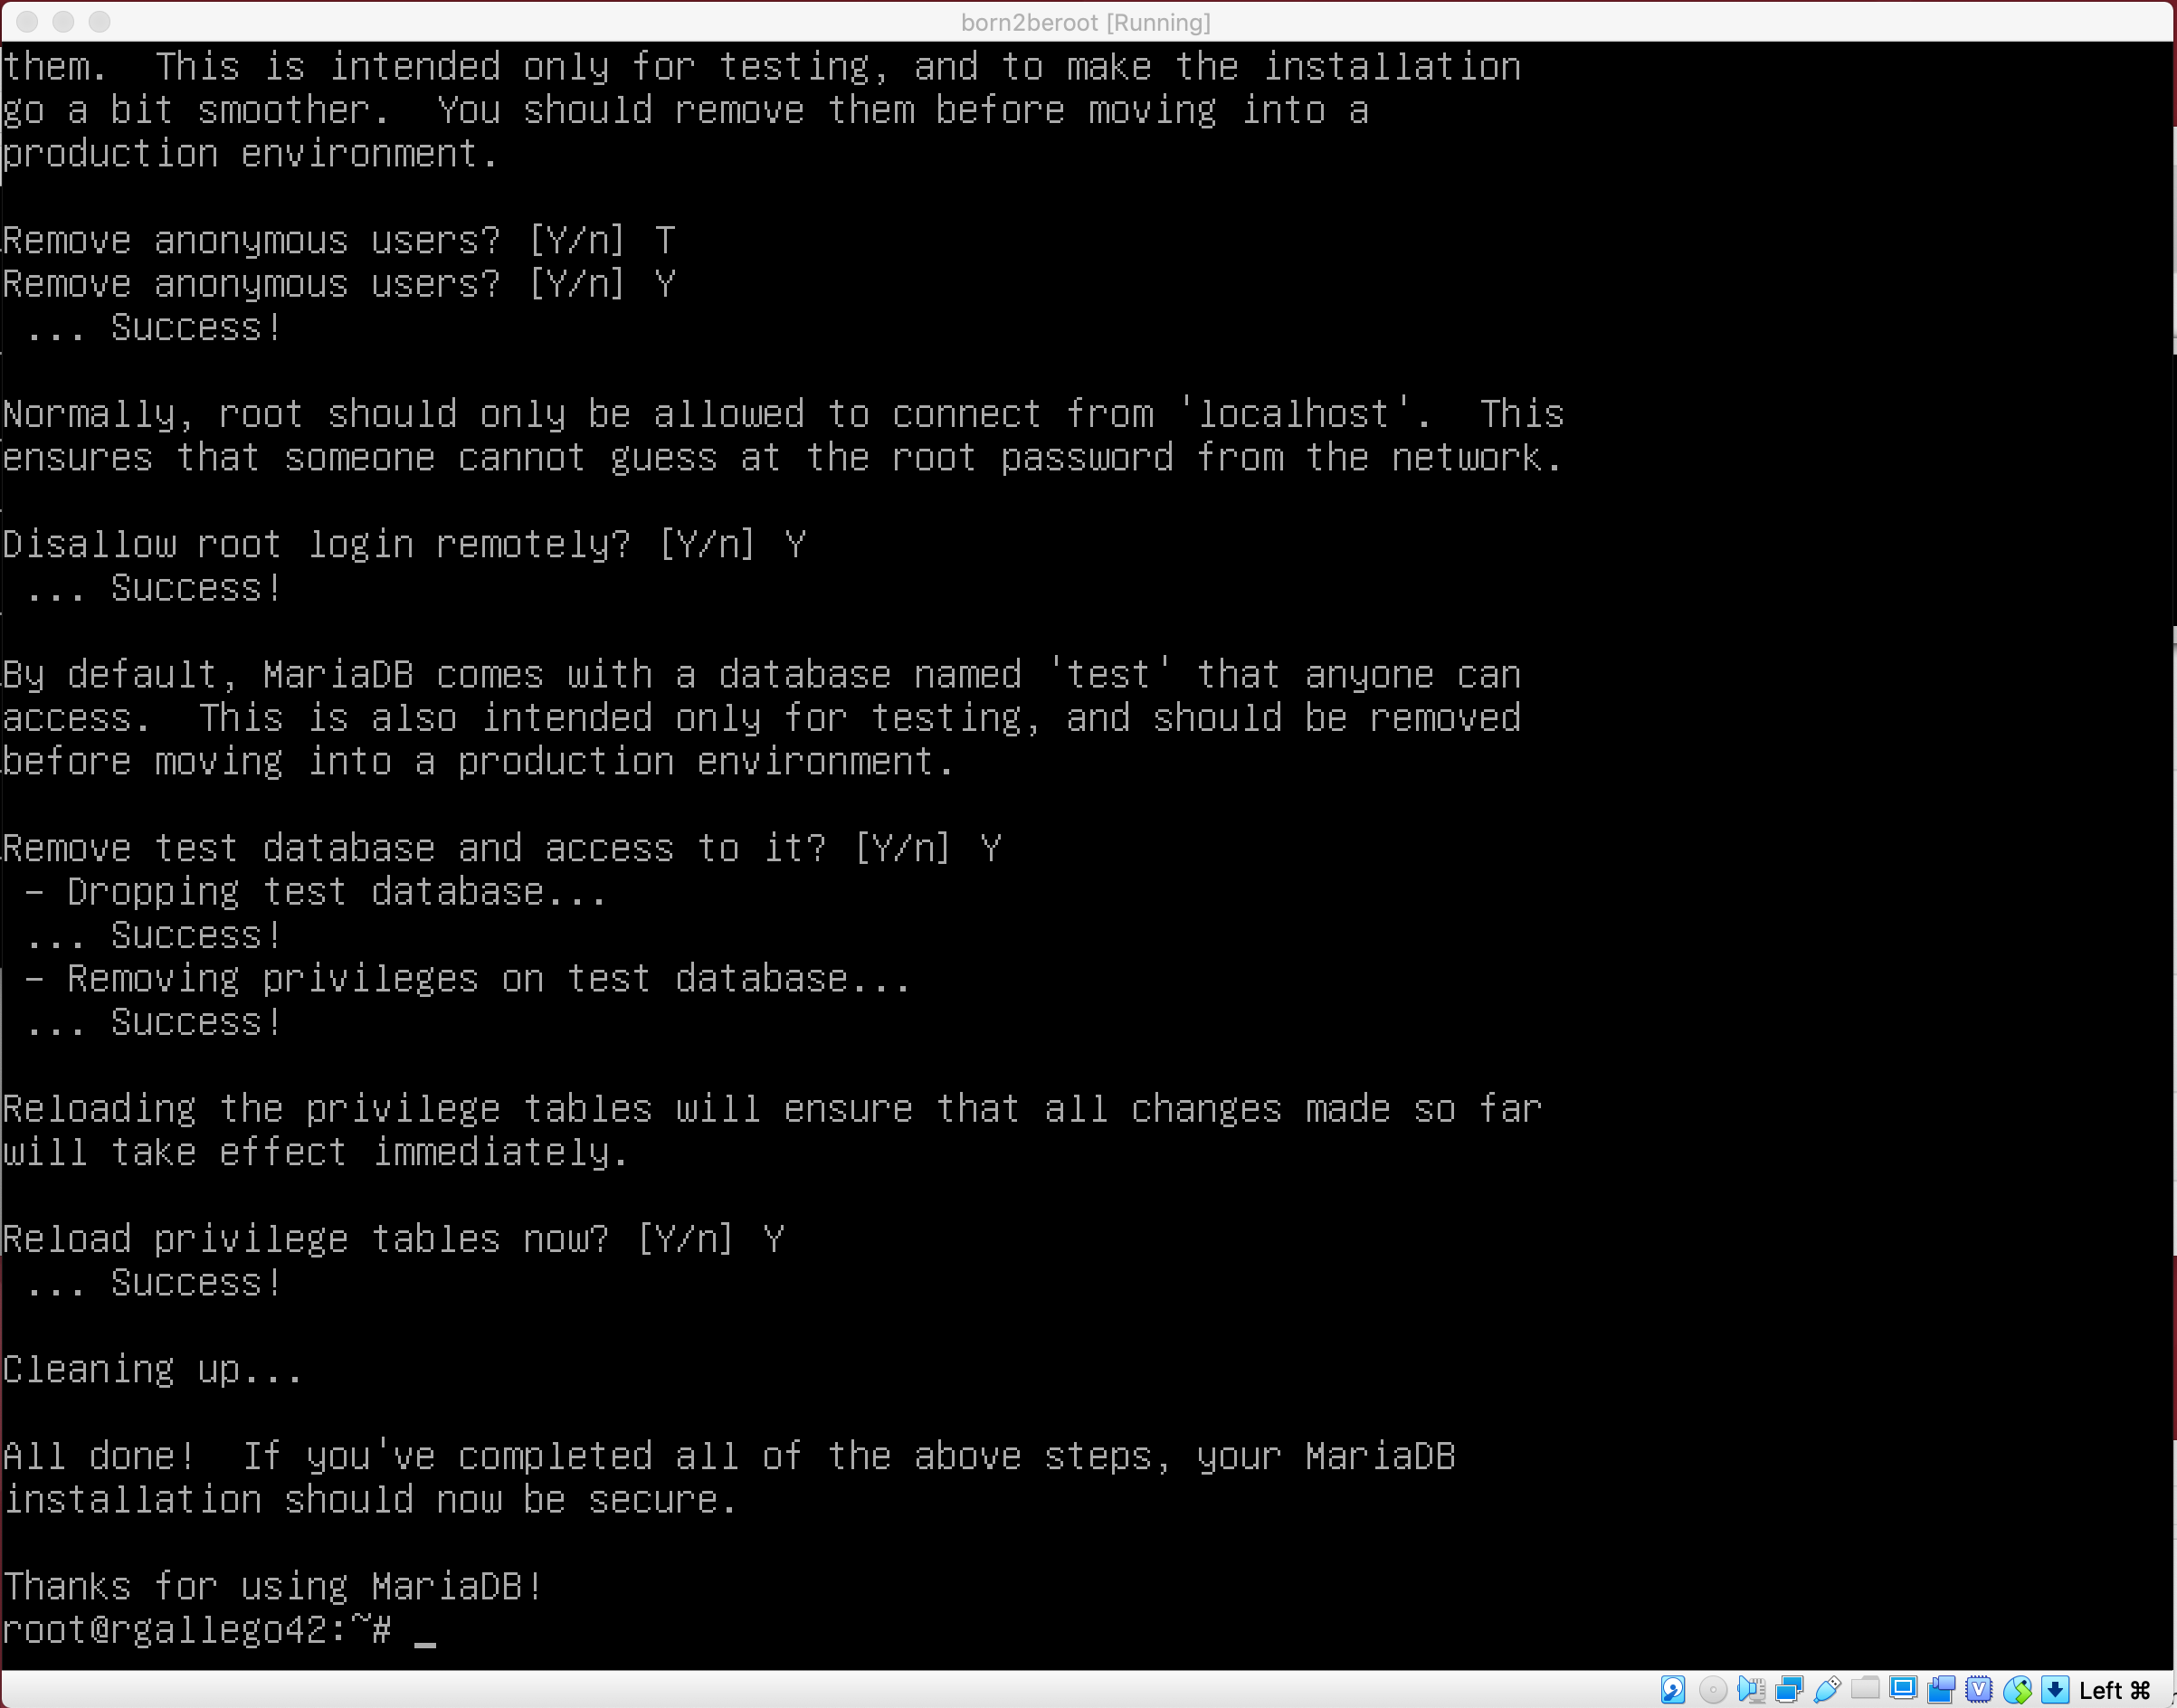 born2beroot [Running]
them.  This is intended only for testing, and to make the installation
go a bit smoother.  You should remove them before moving into a
production environment.
Remove anonymous users? [Y/n] T
Remove anonymous users? [Y/n] Y
 ... Success!
Normally, root should only be allowed to connect from 'localhost'.  This
ensures that someone cannot guess at the root password from the network.
Disallow root login remotely? [Y/n] Y
 ... Success!
By default, MariaDB comes with a database named 'test' that anyone can
access.  This is also intended only for testing, and should be removed
before moving into a production environment.
Remove test database and access to it? [Y/n] Y
 - Dropping test database...
 ... Success!
 - Removing privileges on test database...
 ... Success!
Reloading the privilege tables will ensure that all changes made so far
will take effect immediately.
Reload privilege tables now? [Y/n] Y
 ... Success!
Cleaning up...
All done!  If you've completed all of the above steps, your MariaDB
installation should now be secure.
Thanks for using MariaDB!
root@rgallego42:~# _
Left ⌘